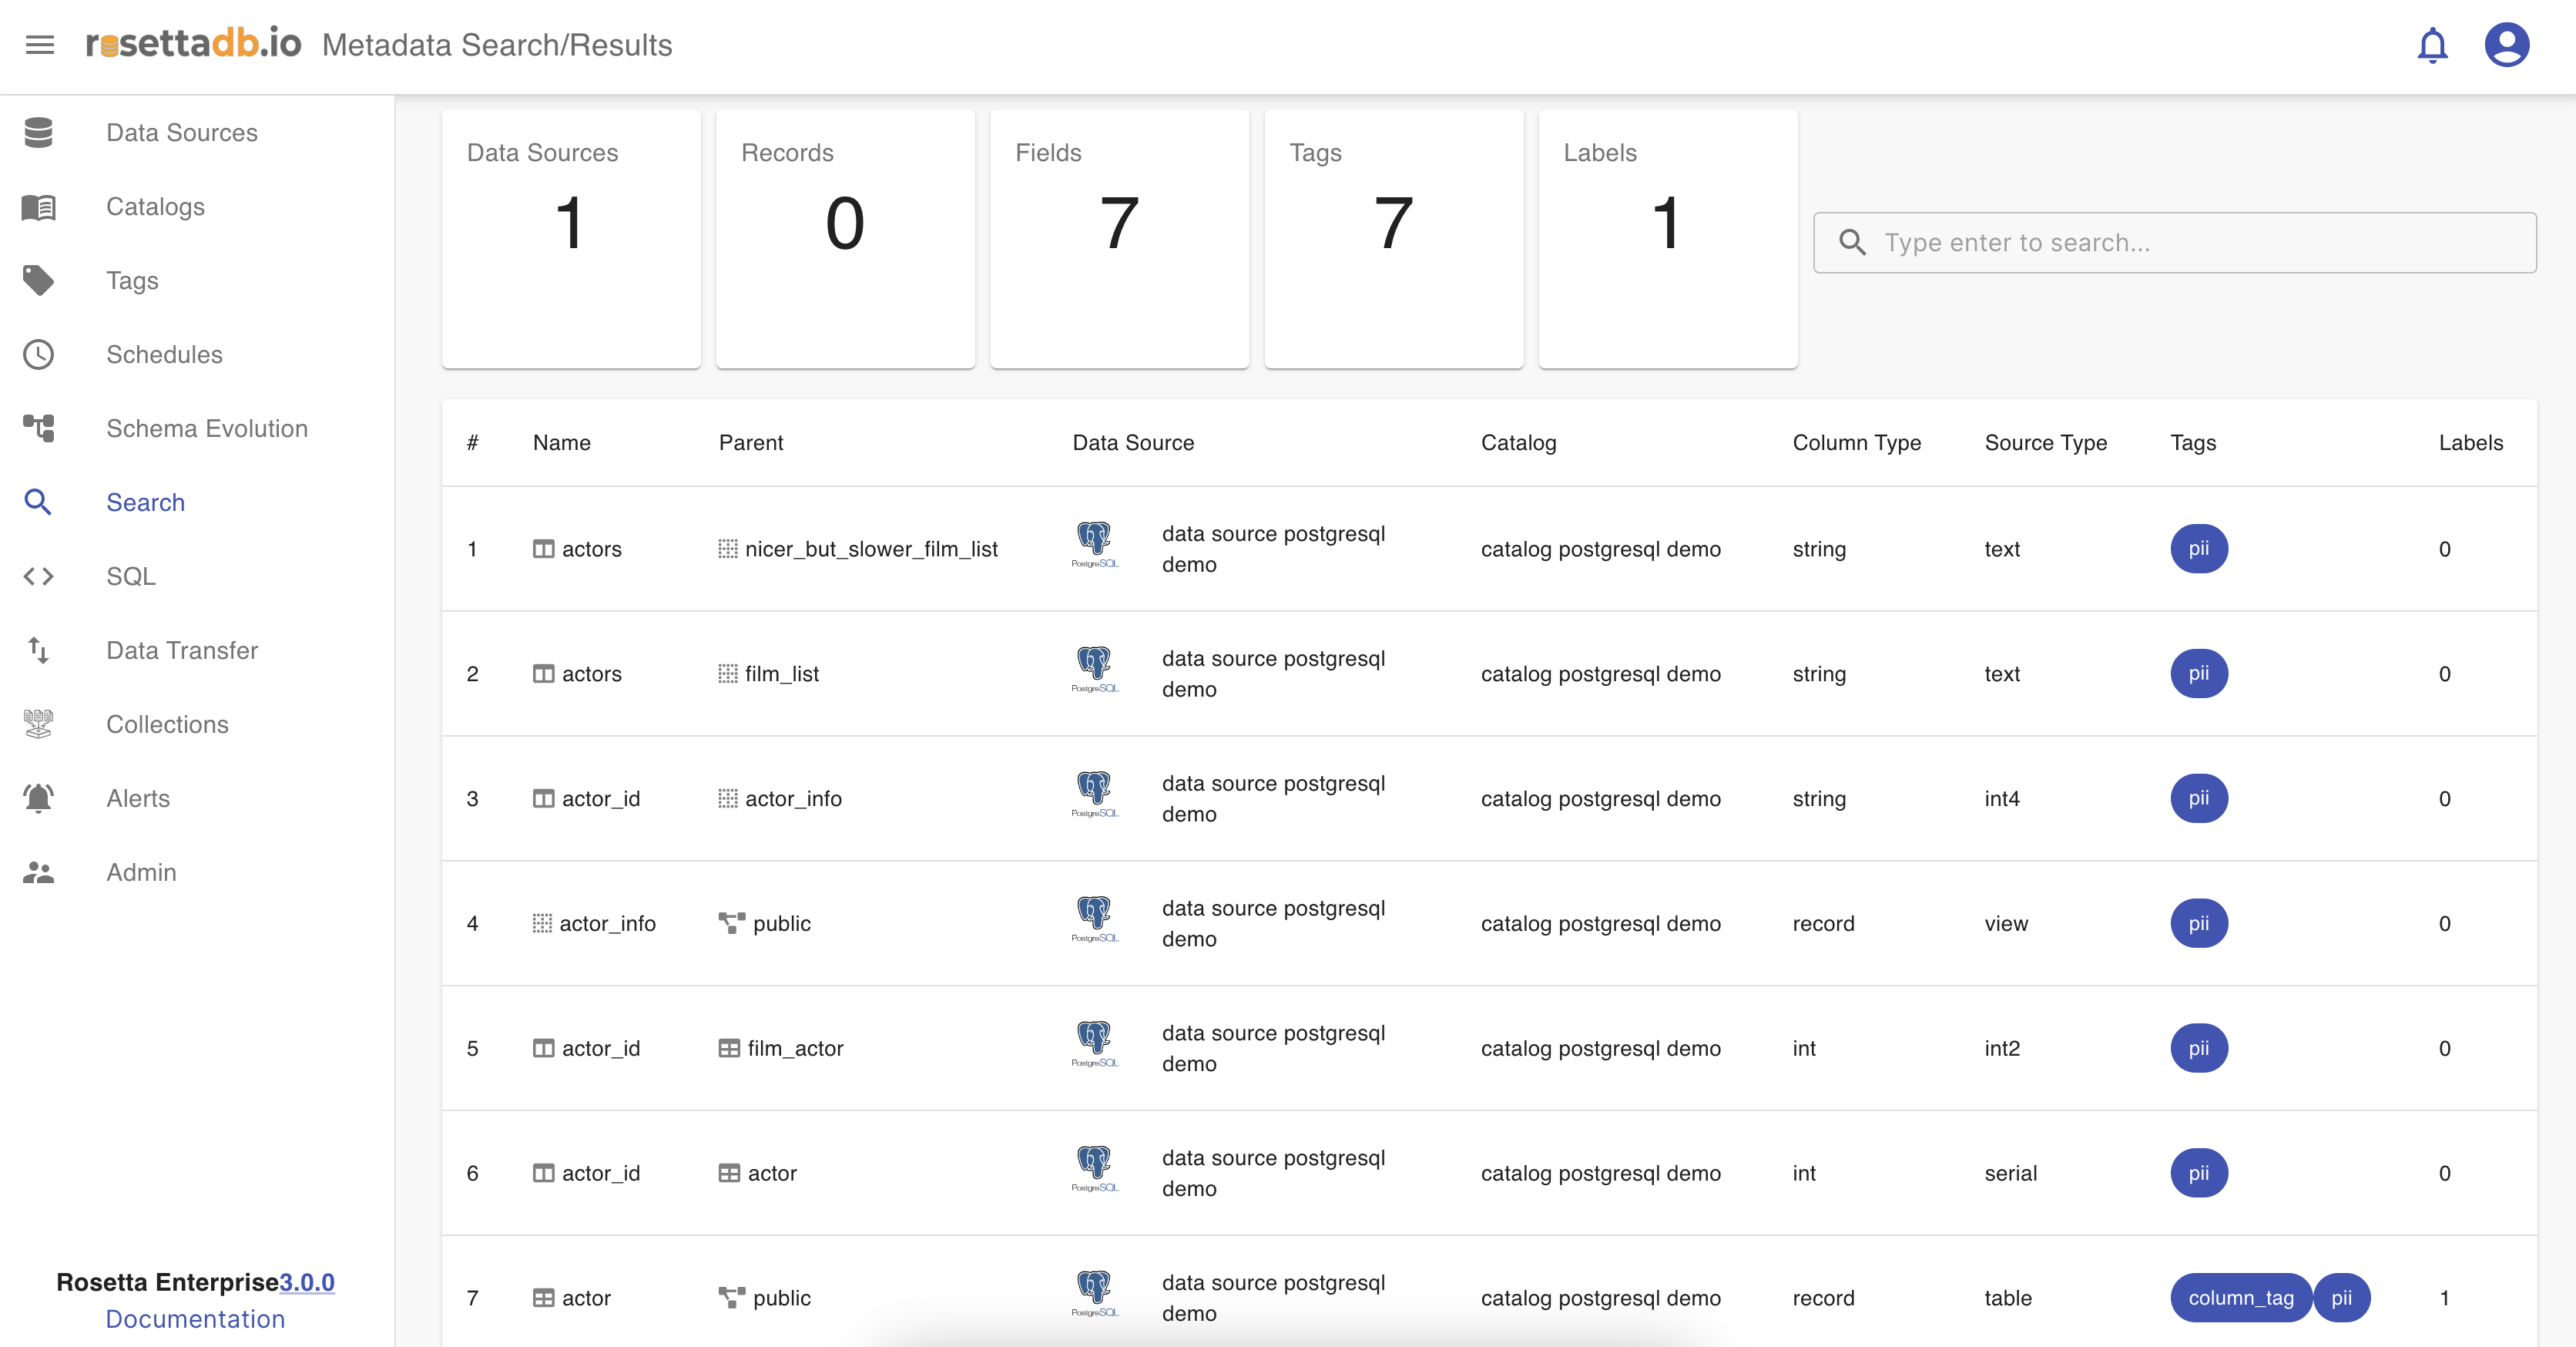 rosettadb.io Metadata Search/Results
Data Sources
Catalogs
Tags
Schedules
Schema Evolution
Search
SQL
Data Transfer
Collections
Alerts
Admin
Rosetta Enterprise3.0.0
Documentation
Data Sources Records Fields Tags Labels
1 0 7 7 1
Type enter to search...
# Name Parent Data Source Catalog Column Type Source Type Tags Labels
1 actors nicer_but_slower_film_list PostgreSQL data source postgresql demo catalog postgresql demo string text pii 0
2 actors film_list PostgreSQL data source postgresql demo catalog postgresql demo string text pii 0
3 actor_id actor_info PostgreSQL data source postgresql demo catalog postgresql demo string int4 pii 0
4 actor_info public PostgreSQL data source postgresql demo catalog postgresql demo record view pii 0
5 actor_id film_actor PostgreSQL data source postgresql demo catalog postgresql demo int int2 pii 0
6 actor_id actor PostgreSQL data source postgresql demo catalog postgresql demo int serial pii 0
7 actor public PostgreSQL data source postgresql demo catalog postgresql demo record table column_tag pii 1